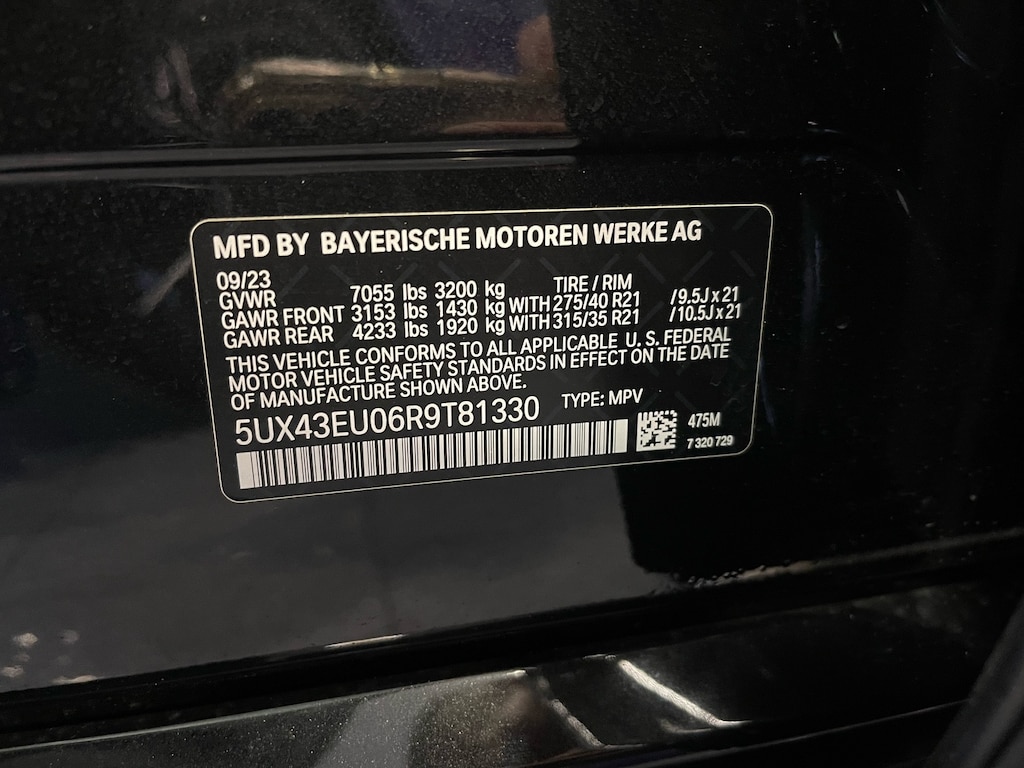 MFD BY BAYERISCHE MOTOREN WERKE AG
09/23 TIRE / RIM
GVWR 7055 lbs 3200 kg
GAWR FRONT 3153 lbs 1430 kg WITH 275/40 R21 /9.5J x 21
GAWR REAR 4233 lbs 1920 kg WITH 315/35 R21 /10.5J x 21
THIS VEHICLE CONFORMS TO ALL APPLICABLE U. S. FEDERAL
MOTOR VEHICLE SAFETY STANDARDS IN EFFECT ON THE DATE
OF MANUFACTURE SHOWN ABOVE.
5UX43EU06R9T81330 TYPE: MPV
475M
7 320 729